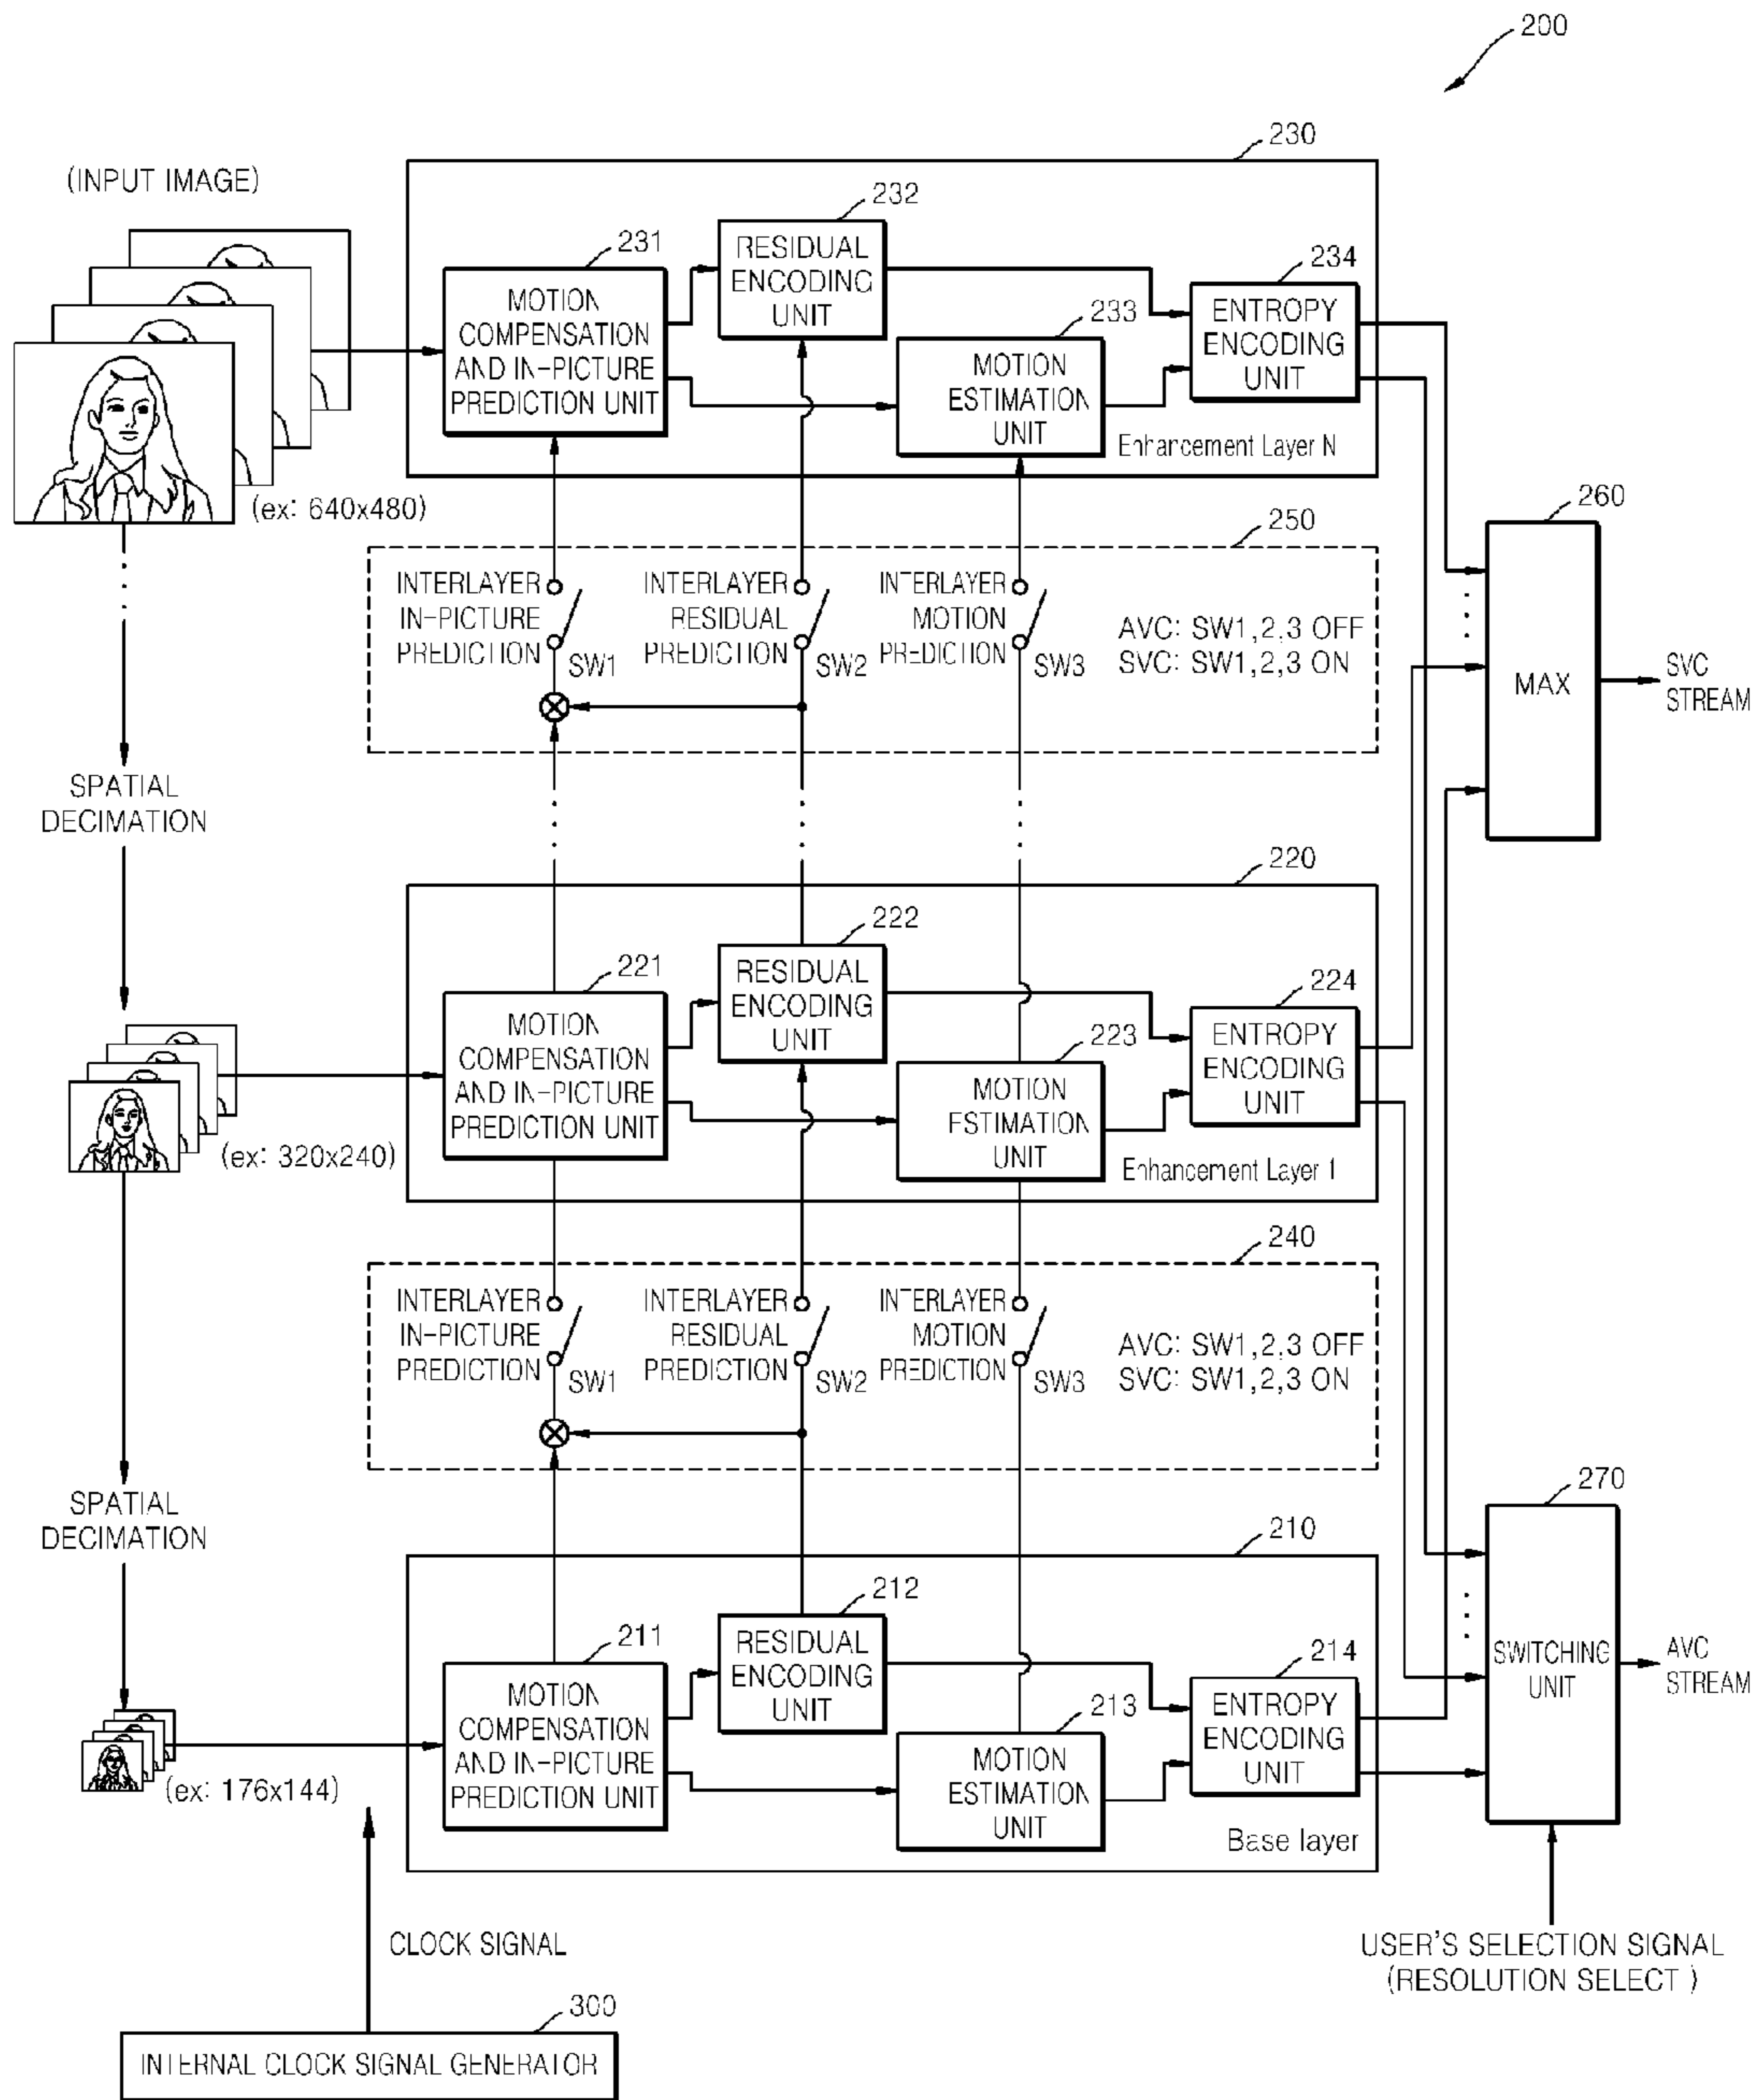 200
(INPUT IMAGE)
(ex: 640x480)
SPATIAL
DECIMATION
(ex: 320x240)
SPATIAL
DECIMATION
(ex: 176x144)
230
231
MOTION
COMPENSATION
AND IN-PICTURE
PREDICTION UNIT
232
RESIDUAL
ENCODING
UNIT
233
MOTION
ESTIMATION
UNIT
234
ENTROPY
ENCODING
UNIT
Enhancement Layer N
250
INTERLAYER
IN-PICTURE
PREDICTION
SW1
INTERLAYER
RESIDUAL
PREDICTION
SW2
INTERLAYER
MOTION
PREDICTION
SW3
AVC: SW1,2,3 OFF
SVC: SW1,2,3 ON
220
221
MOTION
COMPENSATION
AND IN-PICTURE
PREDICTION UNIT
222
RESIDUAL
ENCODING
UNIT
223
MOTION
ESTIMATION
UNIT
224
ENTROPY
ENCODING
UNIT
Enhancement Layer 1
240
INTERLAYER
IN-PICTURE
PREDICTION
SW1
INTERLAYER
RESIDUAL
PREDICTION
SW2
INTERLAYER
MOTION
PREDICTION
SW3
AVC: SW1,2,3 OFF
SVC: SW1,2,3 ON
210
211
MOTION
COMPENSATION
AND IN-PICTURE
PREDICTION UNIT
212
RESIDUAL
ENCODING
UNIT
213
MOTION
ESTIMATION
UNIT
214
ENTROPY
ENCODING
UNIT
Base layer
260
MAX
SVC
STREAM
270
SWITCHING
UNIT
AVC
STREAM
USER'S SELECTION SIGNAL
(RESOLUTION SELECT )
CLOCK SIGNAL
300
INTERNAL CLOCK SIGNAL GENERATOR